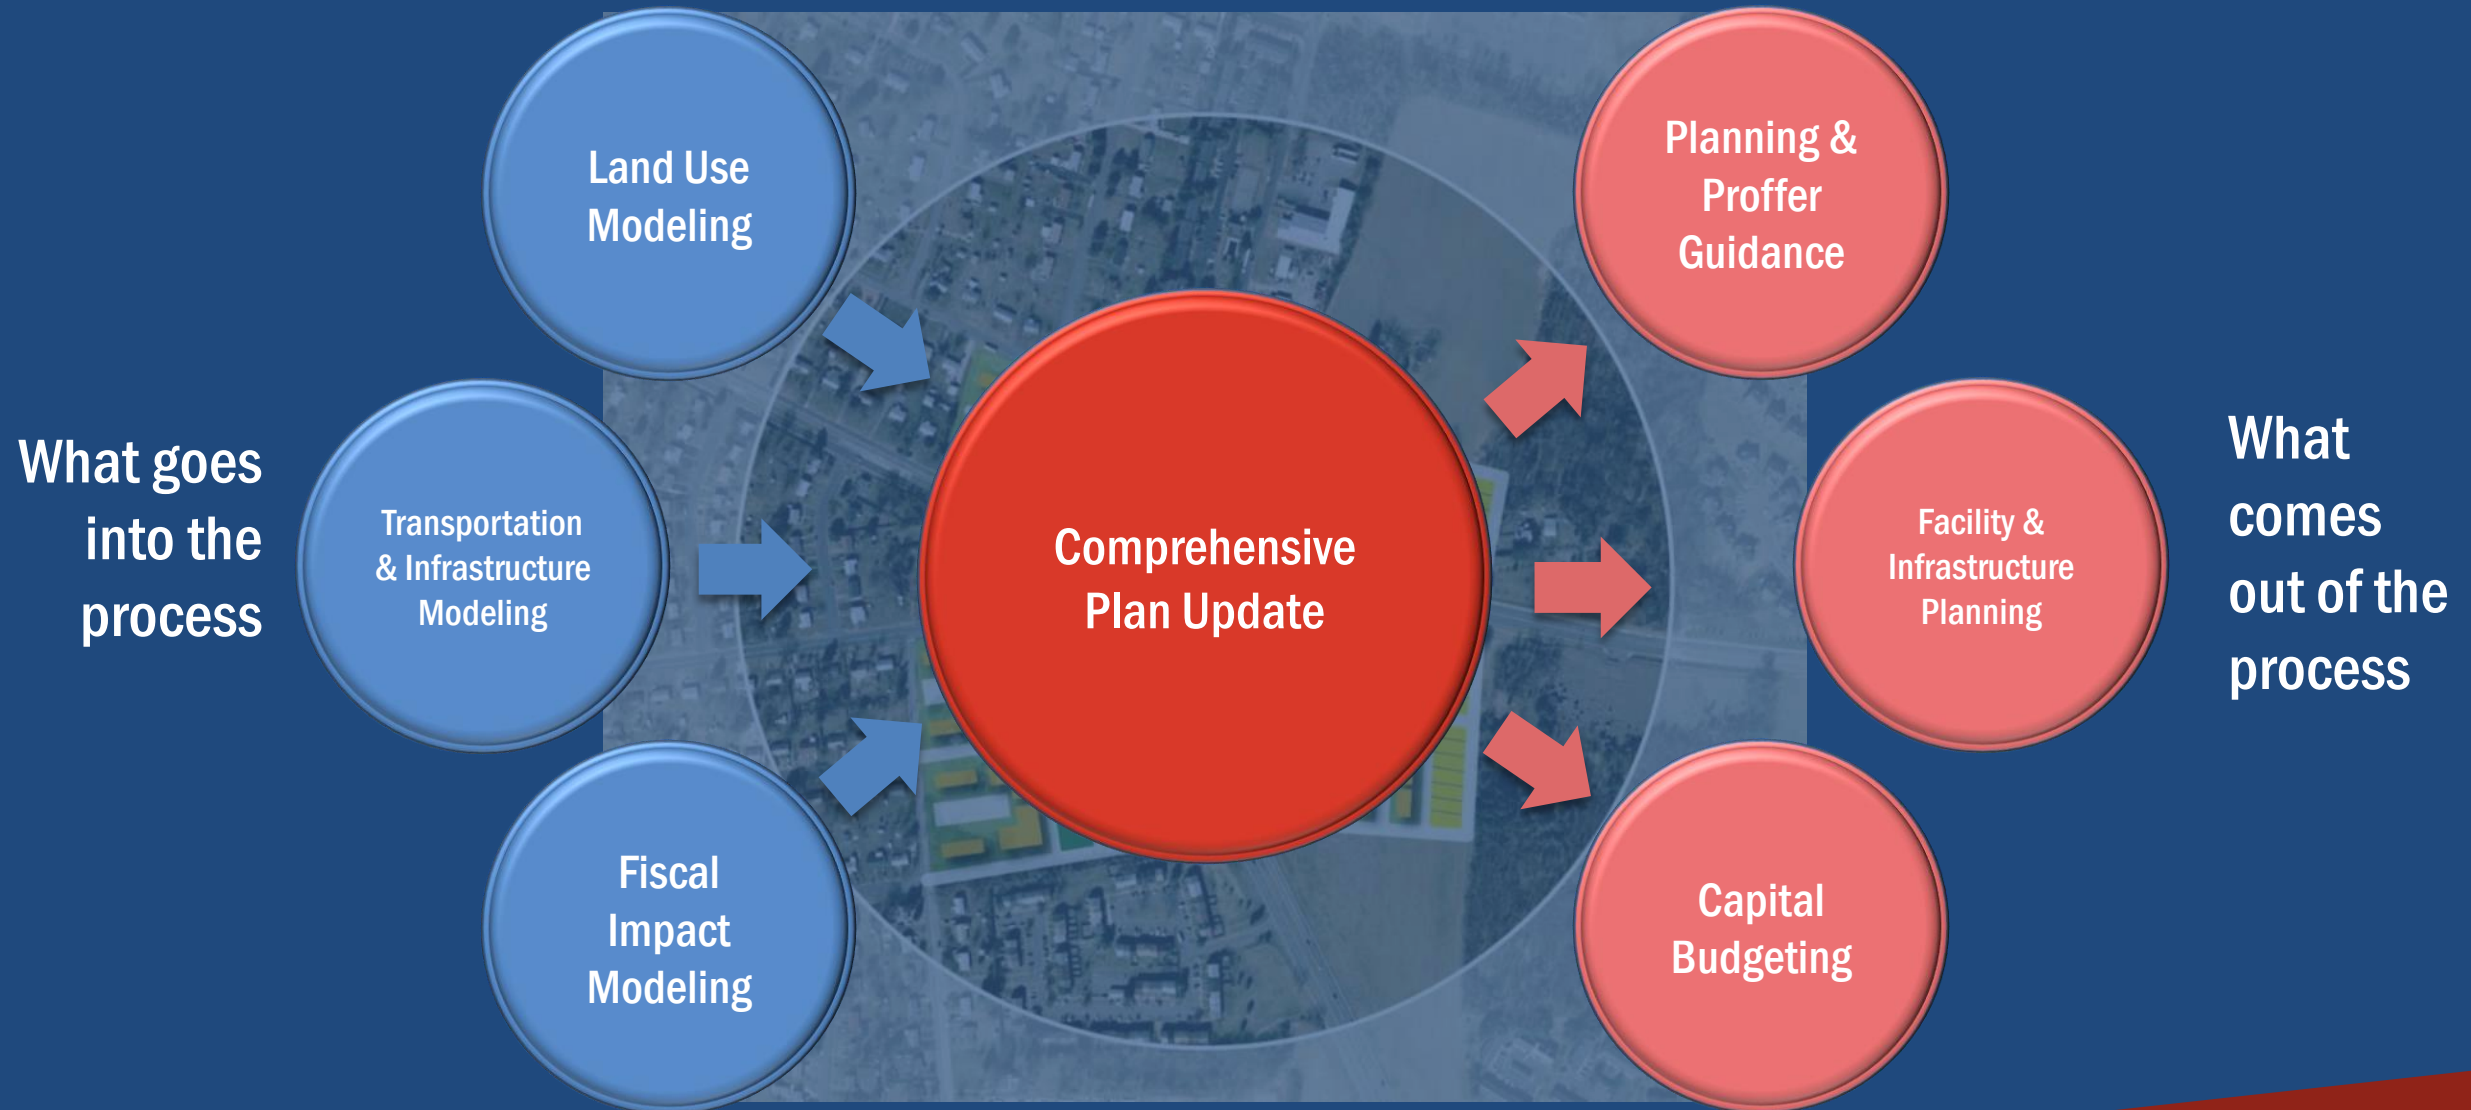 What goes
into the
process
Land Use
Modeling
Transportation
& Infrastructure
Modeling
Fiscal
Impact
Modeling
Comprehensive
Plan Update
Planning &
Proffer
Guidance
Facility &
Infrastructure
Planning
Capital
Budgeting
What
comes
out of the
process